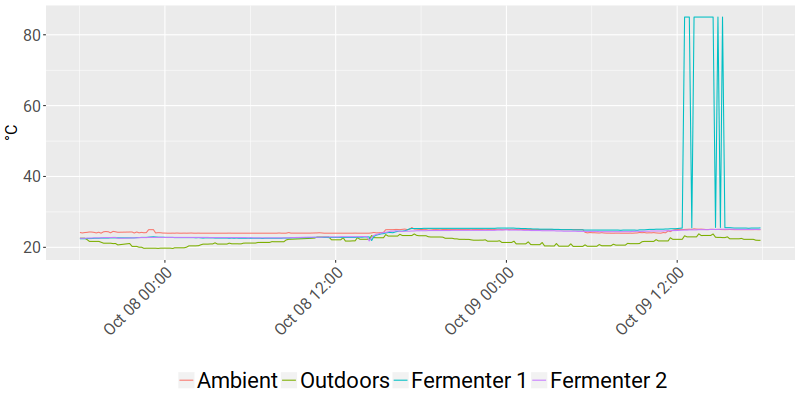 80
60
40
20
°C
Oct 08 00:00
Oct 08 12:00
Oct 09 00:00
Oct 09 12:00
Ambient Outdoors Fermenter 1 Fermenter 2